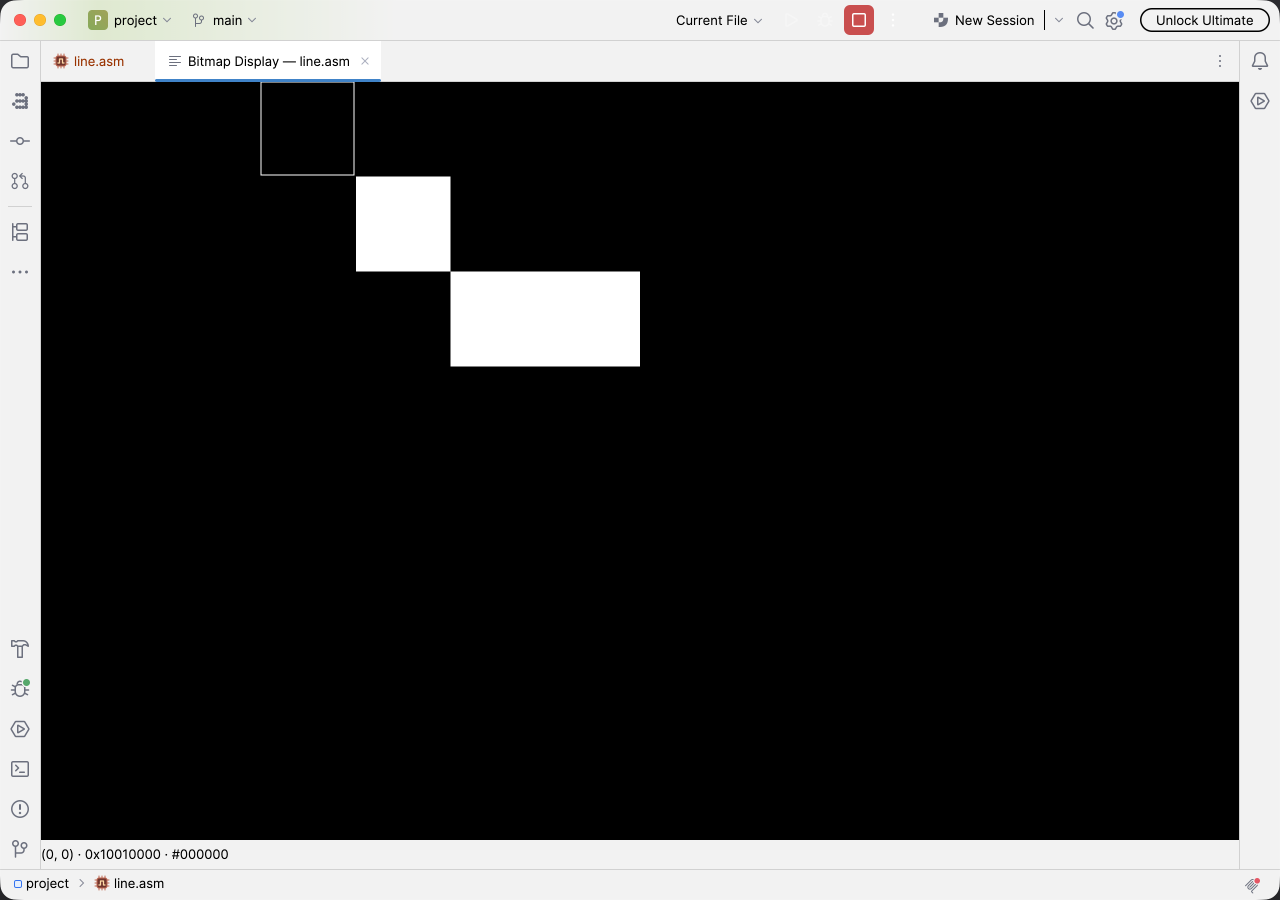 P project main Current File New Session Unlock Ultimate
line.asm Bitmap Display — line.asm
(0, 0) · 0x10010000 · #000000
project line.asm